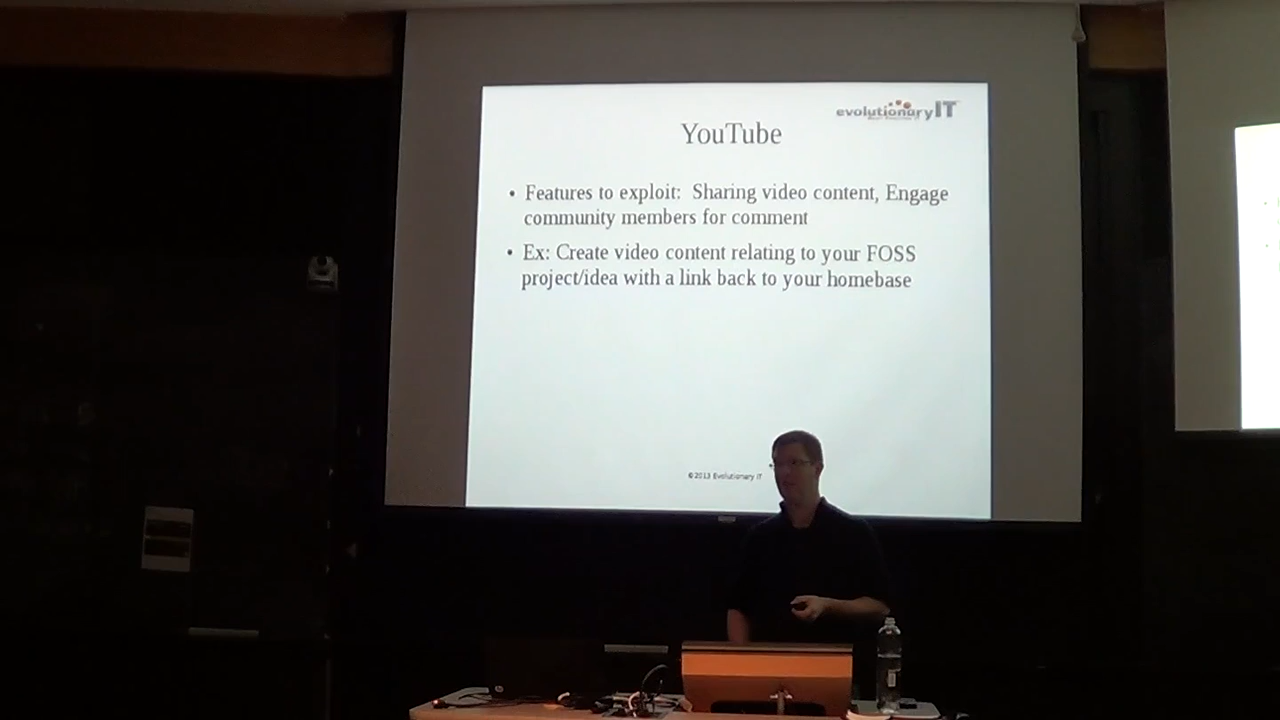 evolutionaryIT
YouTube
• Features to exploit: Sharing video content, Engage
community members for comment
• Ex: Create video content relating to your FOSS
project/idea with a link back to your homebase
©2013 Evolutionary IT
hp